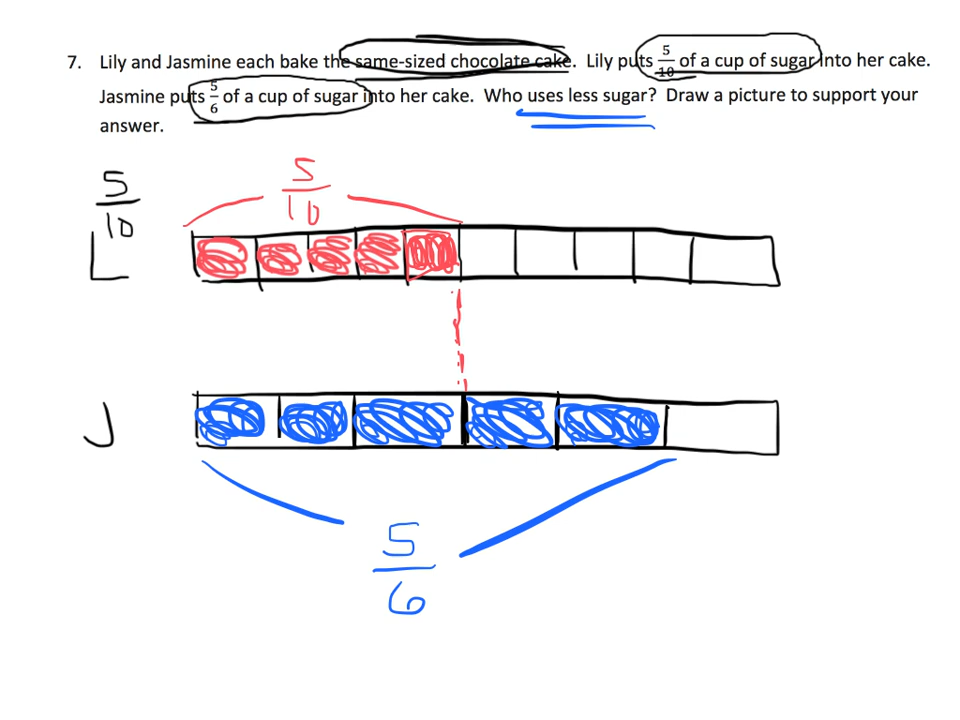 7. Lily and Jasmine each bake the same-sized chocolate cake. Lily puts 5/10 of a cup of sugar into her cake.
Jasmine puts 5/6 of a cup of sugar into her cake. Who uses less sugar? Draw a picture to support your
answer.
5/10
5/10
L
J
5/6